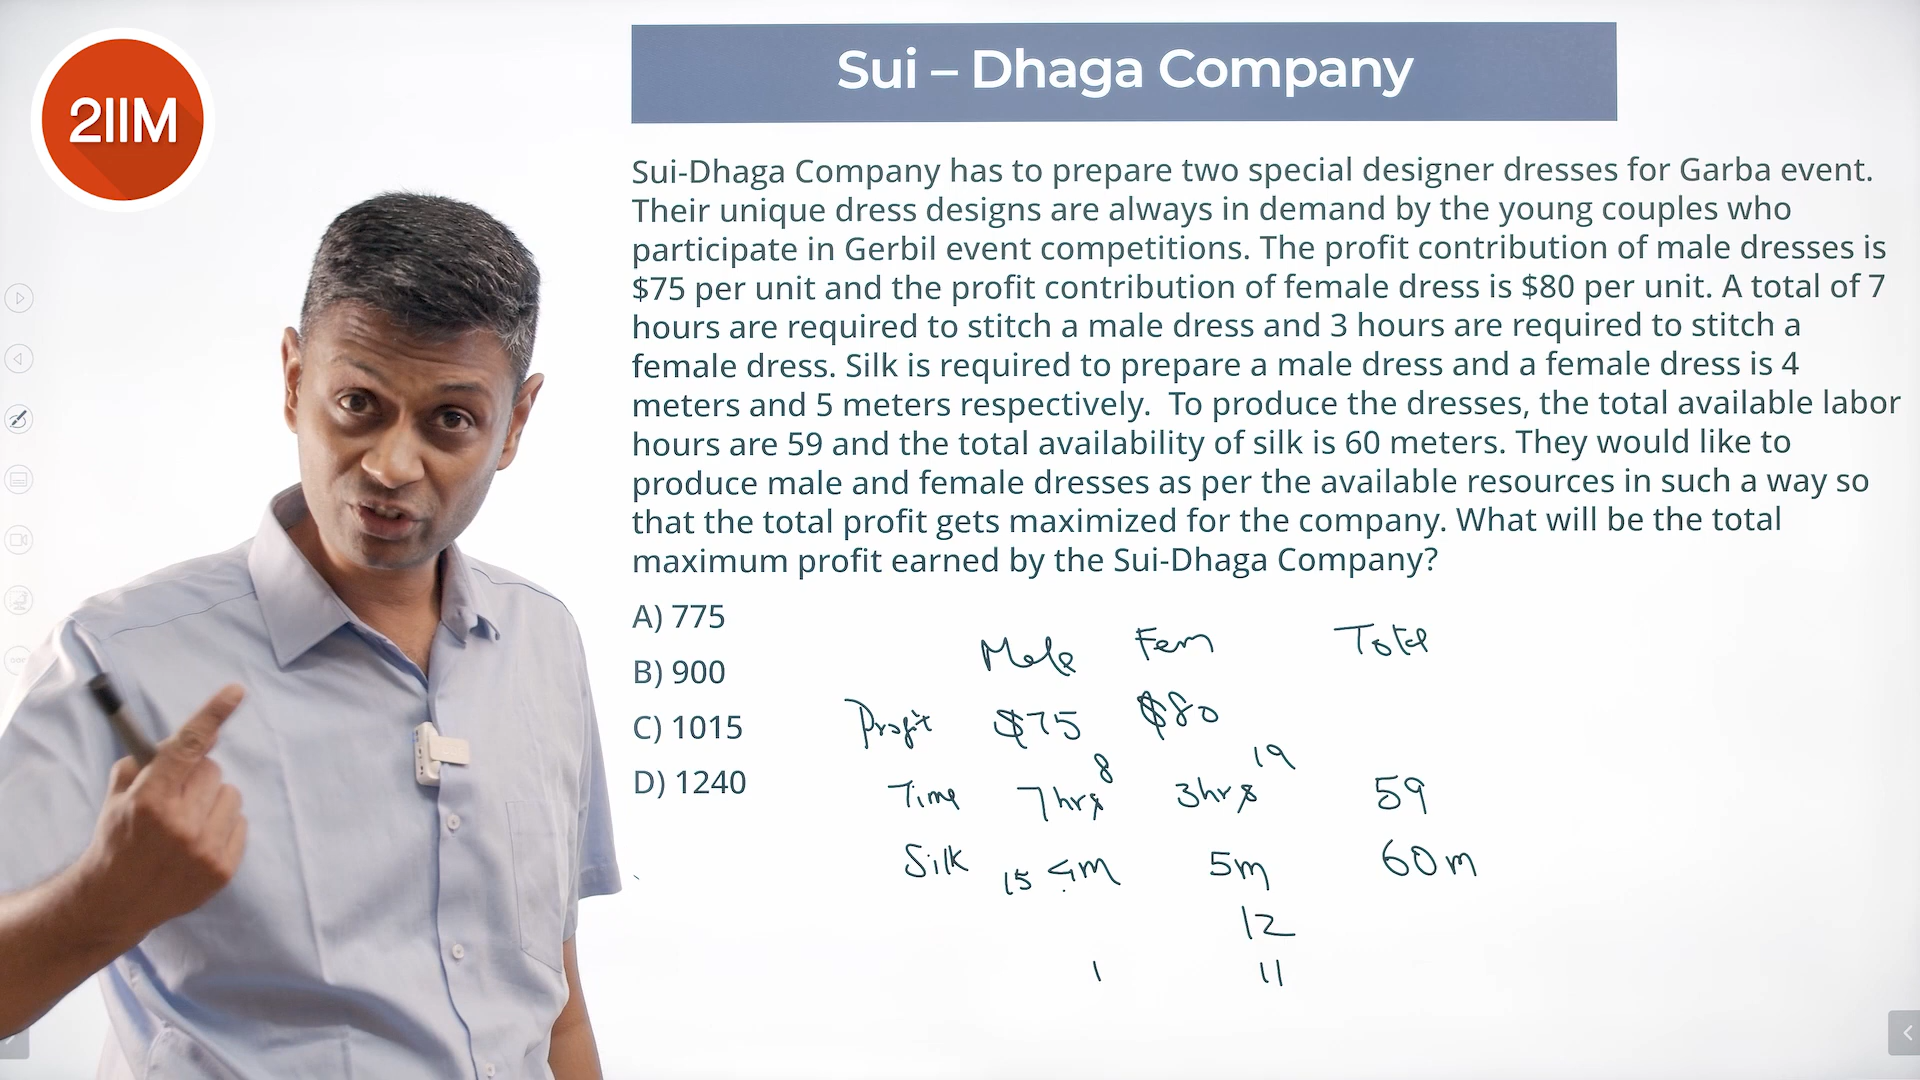 2IIM
Sui – Dhaga Company
Sui-Dhaga Company has to prepare two special designer dresses for Garba event.
Their unique dress designs are always in demand by the young couples who
participate in Gerbil event competitions. The profit contribution of male dresses is
$75 per unit and the profit contribution of female dress is $80 per unit. A total of 7
hours are required to stitch a male dress and 3 hours are required to stitch a
female dress. Silk is required to prepare a male dress and a female dress is 4
meters and 5 meters respectively.  To produce the dresses, the total available labor
hours are 59 and the total availability of silk is 60 meters. They would like to
produce male and female dresses as per the available resources in such a way so
that the total profit gets maximized for the company. What will be the total
maximum profit earned by the Sui-Dhaga Company?
A) 775
B) 900
C) 1015
D) 1240
Male Fem Total
Profit $75 $80
8 19
Time 7hrs 3hrs 59
Silk 15 4m 5m 60m
12
1 11